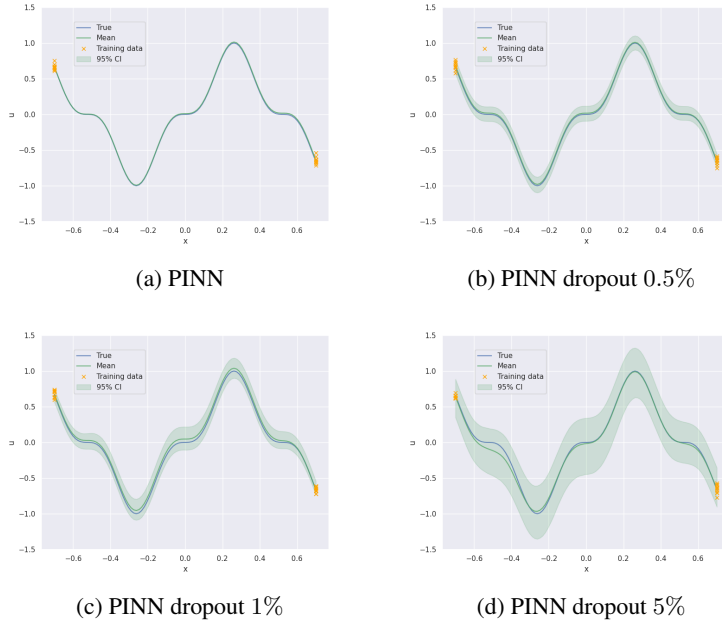 1.5
1.0
0.5
0.0
−0.5
−1.0
−1.5
u
True
Mean
Training data
95% CI
−0.6 −0.4 −0.2 0.0 0.2 0.4 0.6
x
(a) PINN
1.5
1.0
0.5
0.0
−0.5
−1.0
−1.5
u
True
Mean
Training data
95% CI
−0.6 −0.4 −0.2 0.0 0.2 0.4 0.6
x
(b) PINN dropout 0.5%
1.5
1.0
0.5
0.0
−0.5
−1.0
−1.5
u
True
Mean
Training data
95% CI
−0.6 −0.4 −0.2 0.0 0.2 0.4 0.6
x
(c) PINN dropout 1%
1.5
1.0
0.5
0.0
−0.5
−1.0
−1.5
u
True
Mean
Training data
95% CI
−0.6 −0.4 −0.2 0.0 0.2 0.4 0.6
x
(d) PINN dropout 5%